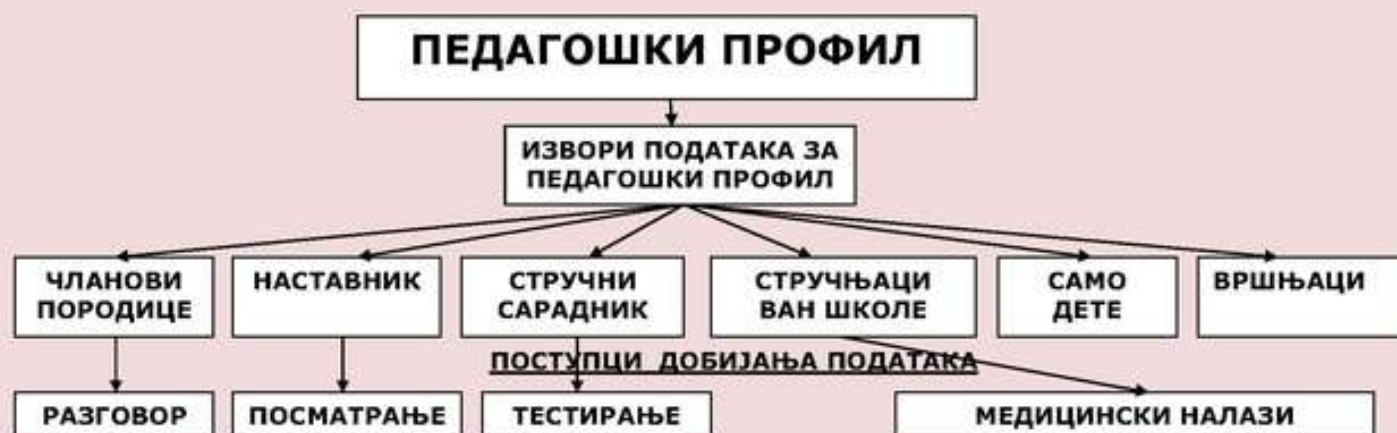 ПЕДАГОШКИ ПРОФИЛ
ИЗВОРИ ПОДАТАКА ЗА
ПЕДАГОШКИ ПРОФИЛ
ЧЛАНОВИ
ПОРОДИЦЕ
НАСТАВНИК
СТРУЧНИ
САРАДНИК
СТРУЧЊАЦИ
ВАН ШКОЛЕ
САМО
ДЕТЕ
ВРШЊАЦИ
ПОСТУПЦИ ДОБИЈАЊА ПОДАТАКА
РАЗГОВОР
ПОСМАТРАЊЕ
ТЕСТИРАЊЕ
МЕДИЦИНСКИ НАЛАЗИ